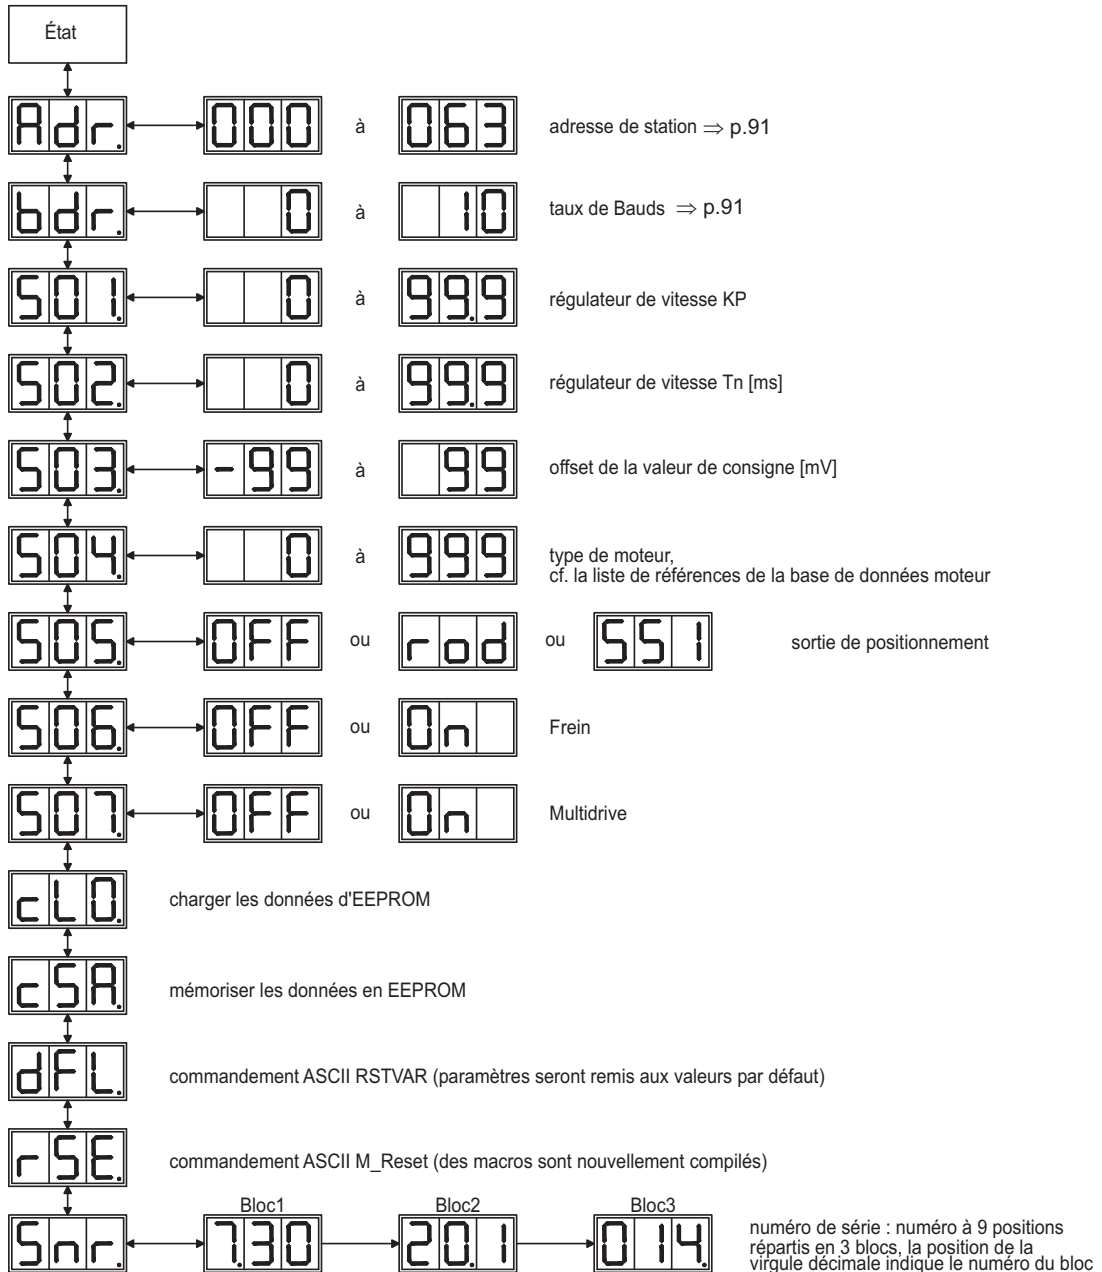 État
Adr. 000 à 063 adresse de station ⇒ p.91
bdr. 0 à 10 taux de Bauds ⇒ p.91
S01. 0 à 99.9 régulateur de vitesse KP
S02. 0 à 99.9 régulateur de vitesse Tn [ms]
S03. -99 à 99 offset de la valeur de consigne [mV]
S04. 0 à 999 type de moteur,
cf. la liste de références de la base de données moteur
S05. OFF ou rod ou SSI sortie de positionnement
S06. OFF ou On Frein
S07. OFF ou On Multidrive
cLO. charger les données d'EEPROM
cSA. mémoriser les données en EEPROM
dFL. commandement ASCII RSTVAR (paramètres seront remis aux valeurs par défaut)
rSE. commandement ASCII M_Reset (des macros sont nouvellement compilés)
Bloc1 Bloc2 Bloc3
Snr. 7.30 20.1 014. numéro de série : numéro à 9 positions
répartis en 3 blocs, la position de la
virgule décimale indique le numéro du bloc